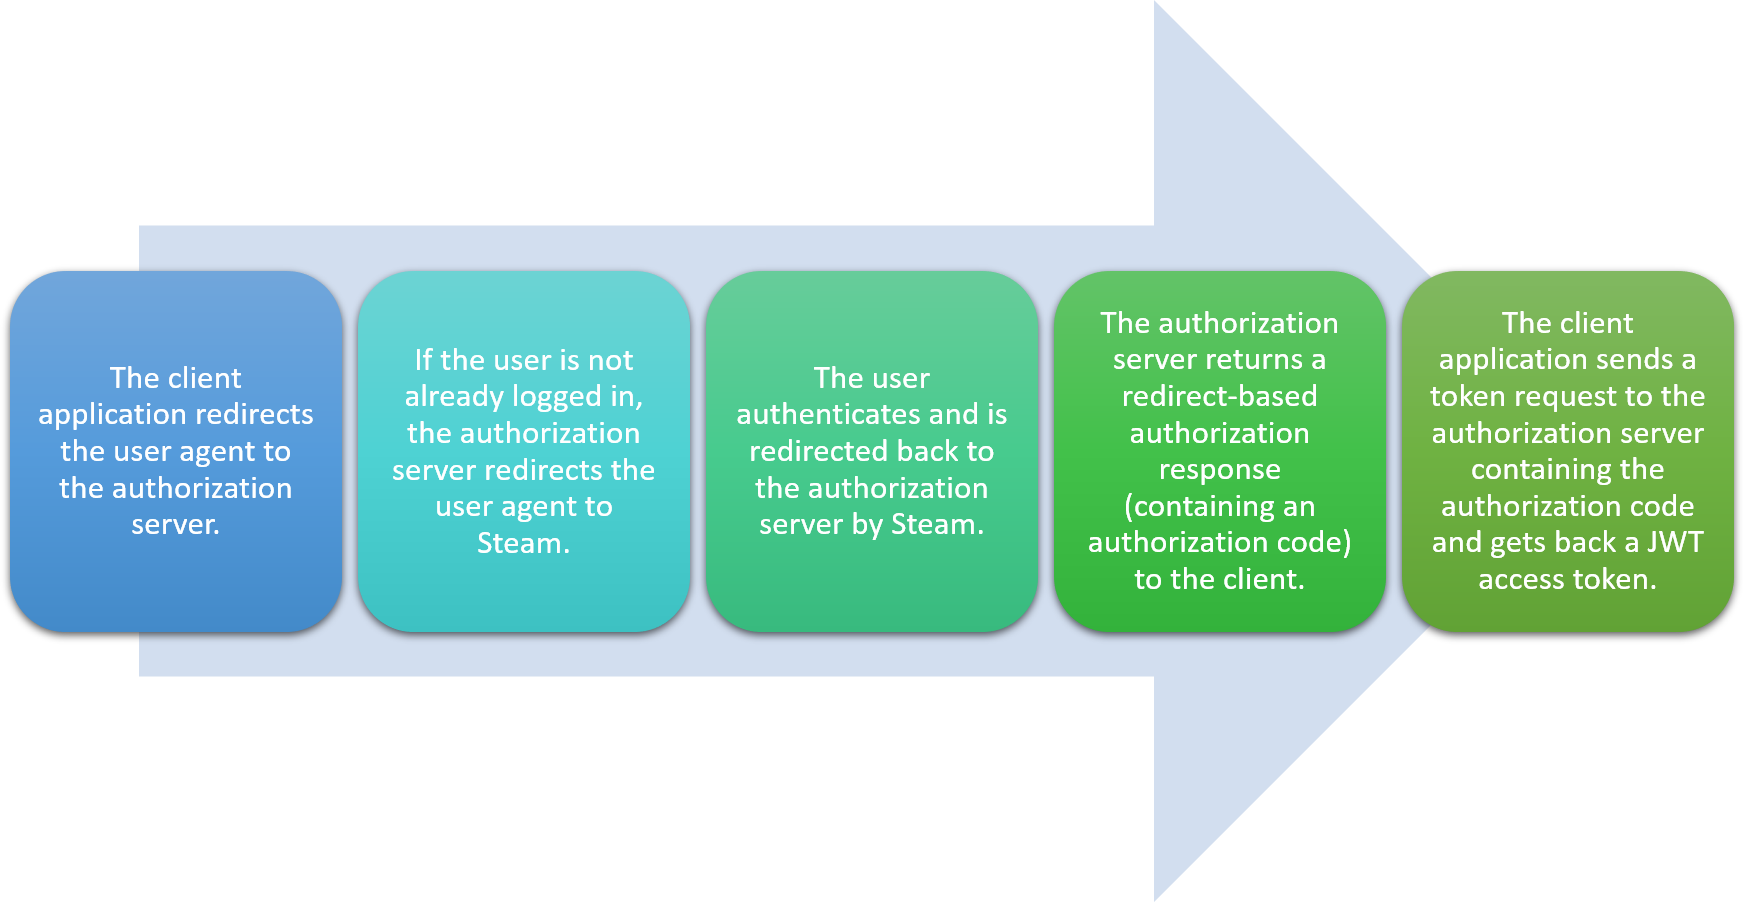 The client
application redirects
the user agent to
the authorization
server.
If the user is not
already logged in,
the authorization
server redirects the
user agent to
Steam.
The user
authenticates and is
redirected back to
the authorization
server by Steam.
The authorization
server returns a
redirect-based
authorization
response
(containing an
authorization code)
to the client.
The client
application sends a
token request to the
authorization server
containing the
authorization code
and gets back a JWT
access token.